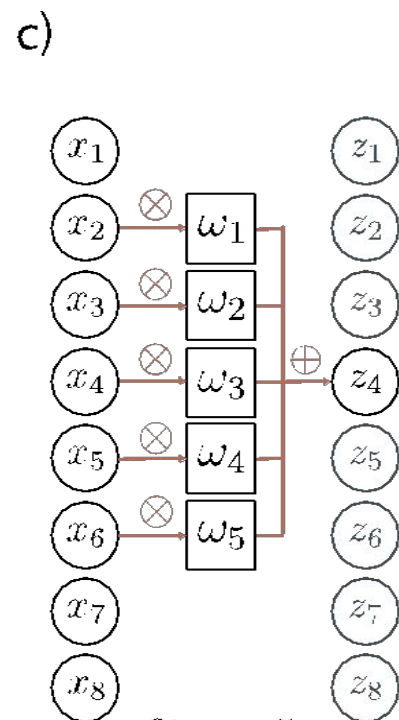 c)
x₁ z₁
x₂ ⊗ ω₁ z₂
x₃ ⊗ ω₂ z₃
x₄ ⊗ ω₃ ⊕ z₄
x₅ ⊗ ω₄ z₅
x₆ ⊗ ω₅ z₆
x₇ z₇
x₈ z₈